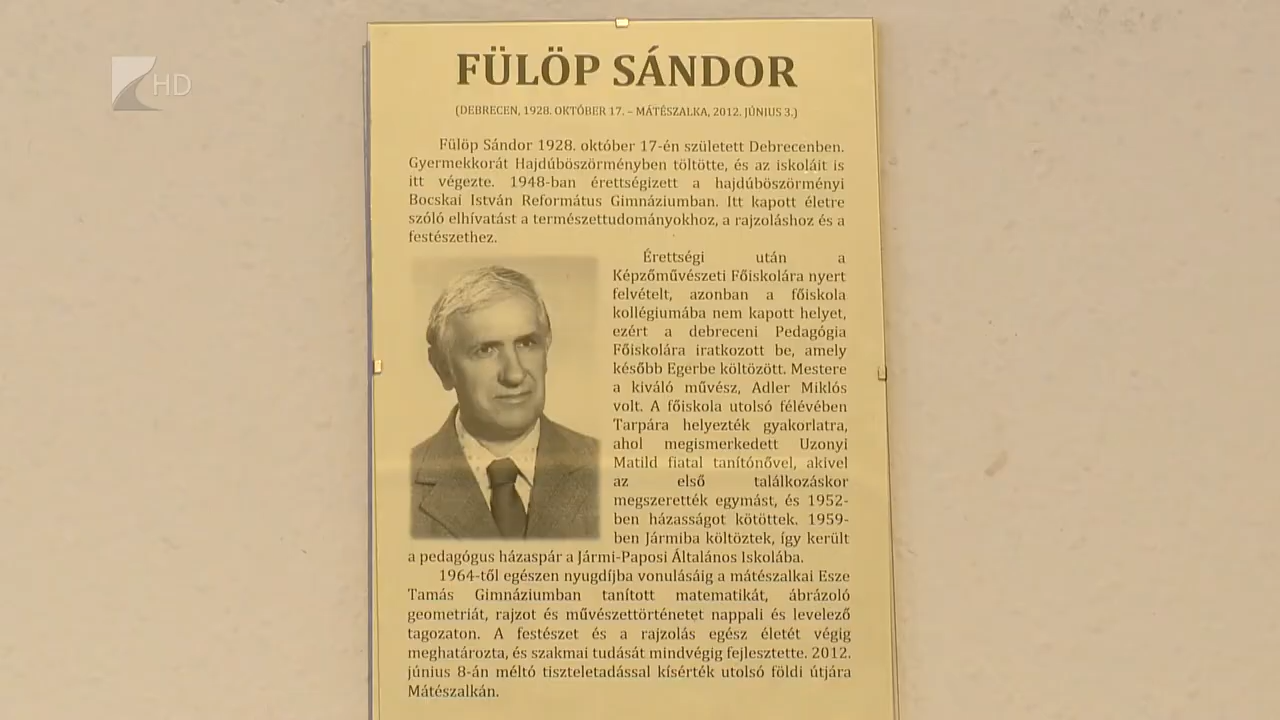 HD
FÜLÖP SÁNDOR
(DEBRECEN, 1928. OKTÓBER 17. – MÁTÉSZALKA, 2012. JÚNIUS 3.)
Fülöp Sándor 1928. október 17-én született Debrecenben.
Gyermekkorát Hajdúböszörményben töltötte, és az iskoláit is
itt végezte. 1948-ban érettségizett a hajdúböszörményi
Bocskai István Református Gimnáziumban. Itt kapott életre
szóló elhívatást a természettudományokhoz, a rajzoláshoz és a
festészethez.
Érettségi után a
Képzőművészeti Főiskolára nyert
felvételt, azonban a főiskola
kollégiumába nem kapott helyet,
ezért a debreceni Pedagógia
Főiskolára iratkozott be, amely
később Egerbe költözött. Mestere
a kiváló művész, Adler Miklós
volt. A főiskola utolsó félévében
Tarpára helyezték gyakorlatra,
ahol megismerkedett Uzonyi
Matild fiatal tanítónővel, akivel
az első találkozáskor
megszerették egymást, és 1952-
ben házasságot kötöttek. 1959-
ben Jármiba költöztek, így került
a pedagógus házaspár a Jármi-Paposi Általános Iskolába.
1964-től egészen nyugdíjba vonulásáig a mátészalkai Esze
Tamás Gimnáziumban tanított matematikát, ábrázoló
geometriát, rajzot és művészettörténetet nappali és levelező
tagozaton. A festészet és a rajzolás egész életét végig
meghatározta, és szakmai tudását mindvégig fejlesztette. 2012.
június 8-án méltó tiszteletadással kísérték utolsó földi útjára
Mátészalkán.